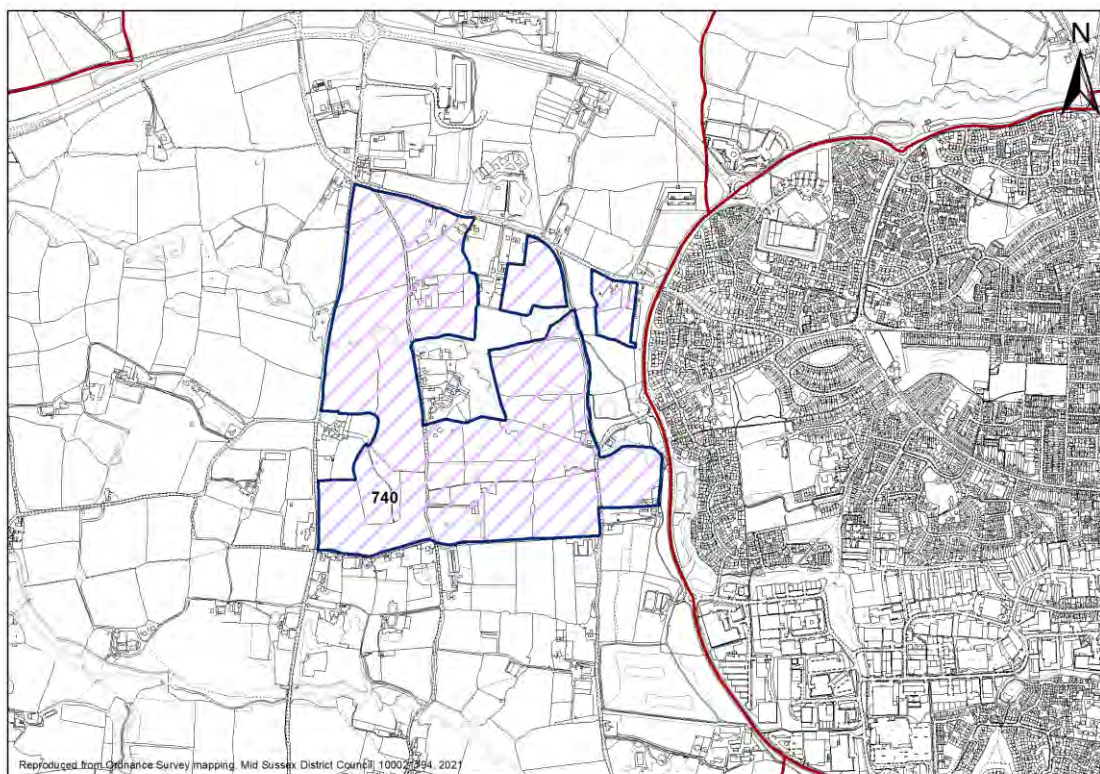 N
740
Reproduced from Ordnance Survey mapping. Mid Sussex District Council, 100021794, 2021